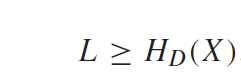 L ≥ H_D(X)